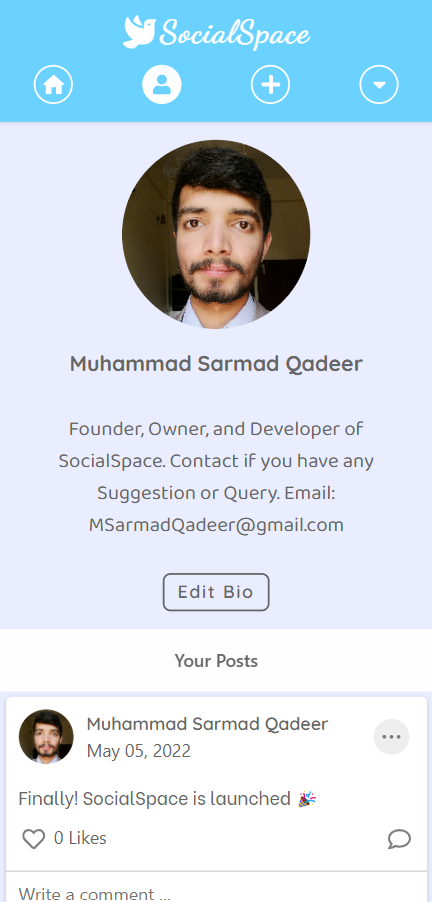 SocialSpace
Muhammad Sarmad Qadeer
Founder, Owner, and Developer of
SocialSpace. Contact if you have any
Suggestion or Query. Email:
MSarmadQadeer@gmail.com
Edit Bio
Your Posts
Muhammad Sarmad Qadeer
May 05, 2022
Finally! SocialSpace is launched 🎉
0 Likes
Write a comment ...